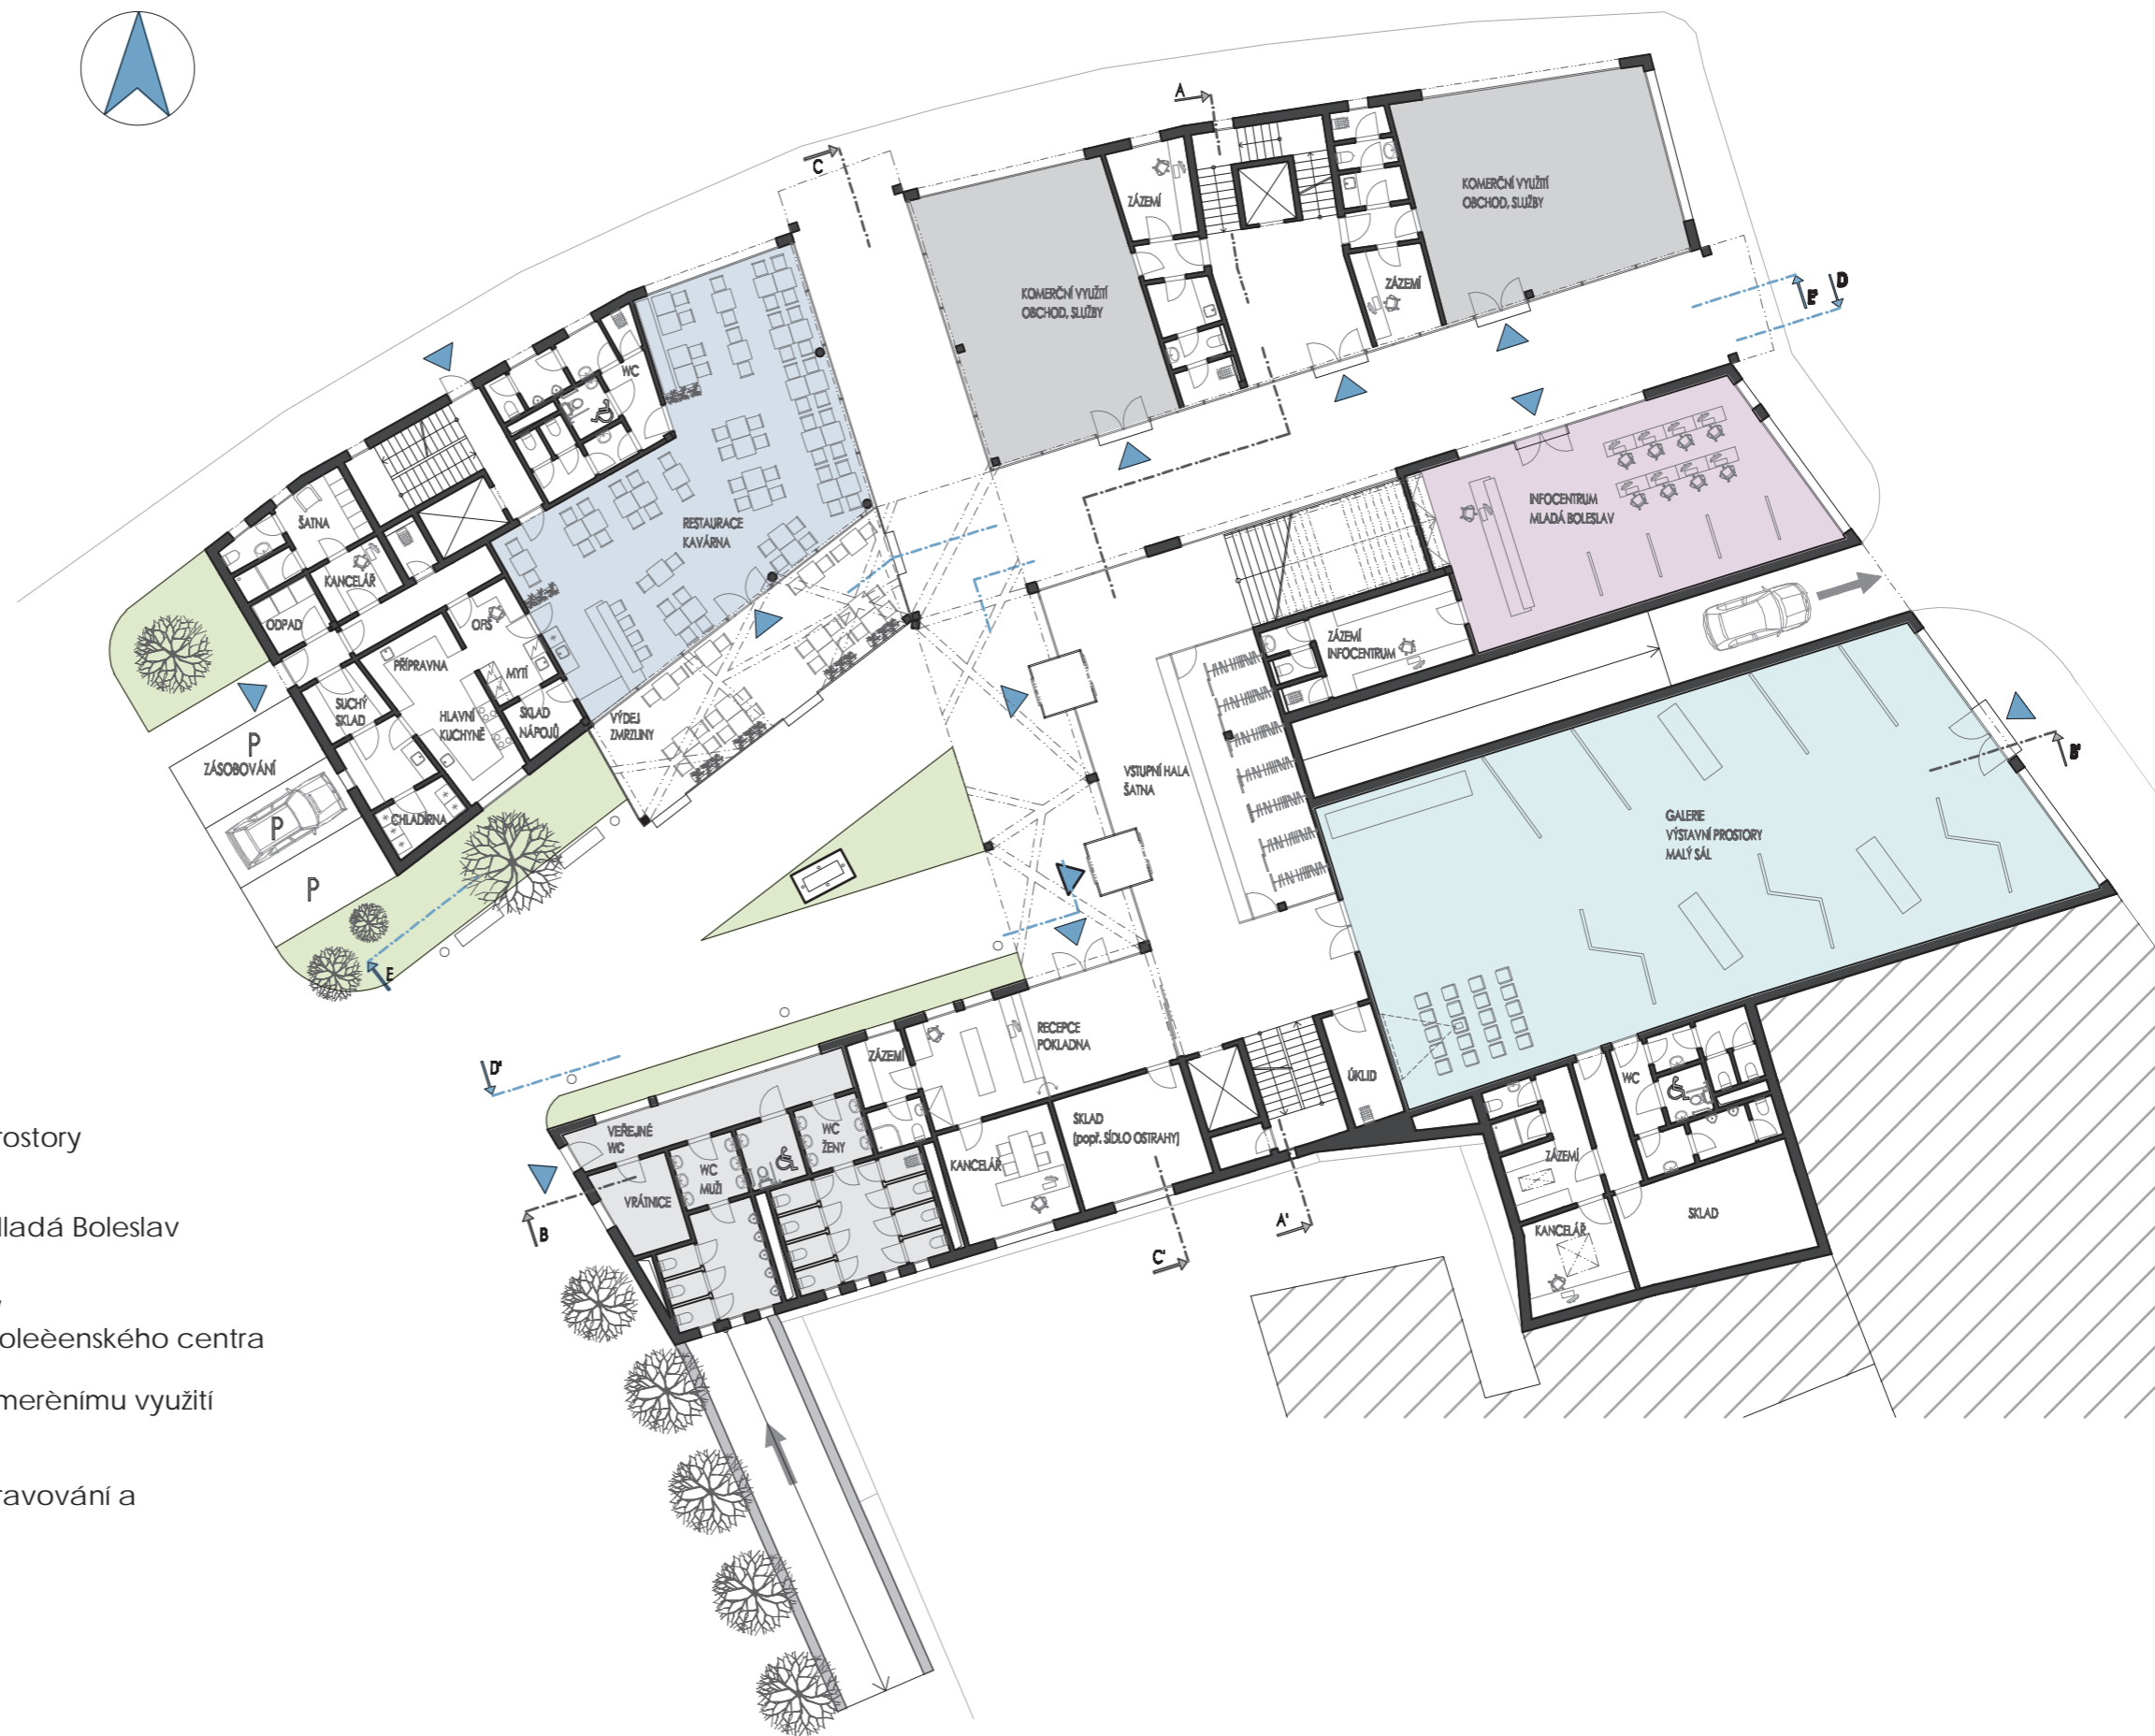 A
C
ZÁZEMÍ
KOMERČNÍ VYUŽITÍ
OBCHOD, SLUŽBY
KOMERČNÍ VYUŽITÍ
OBCHOD, SLUŽBY
ZÁZEMÍ
E'
D
WC
RESTAURACE
KAVÁRNA
ŠATNA
KANCELÁŘ
ODPAD
OFIS
PŘÍPRAVNA
MYTÍ
SUCHÝ
SKLAD
HLAVNÍ
KUCHYNĚ
SKLAD
NÁPOJŮ
VÝDEJ
ZMRZLINY
P
ZÁSOBOVÁNÍ
P
CHLADÍRNA
P
E
INFOCENTRUM
MLADÁ BOLESLAV
ZÁZEMÍ
INFOCENTRUM
VSTUPNÍ HALA
ŠATNA
B'
GALERIE
VÝSTAVNÍ PROSTORY
MALÝ SÁL
D'
ZÁZEMÍ
RECEPCE
POKLADNA
ÚKLID
WC
VEŘEJNÉ
WC
WC
ŽENY
SKLAD
(popř. SÍDLO OSTRAHY)
WC
MUŽI
KANCELÁŘ
VRÁTNICE
ZÁZEMÍ
B
A'
C'
KANCELÁŘ
SKLAD
rostory
lladá Boleslav
oleèenského centra
merènímu využití
ravování a